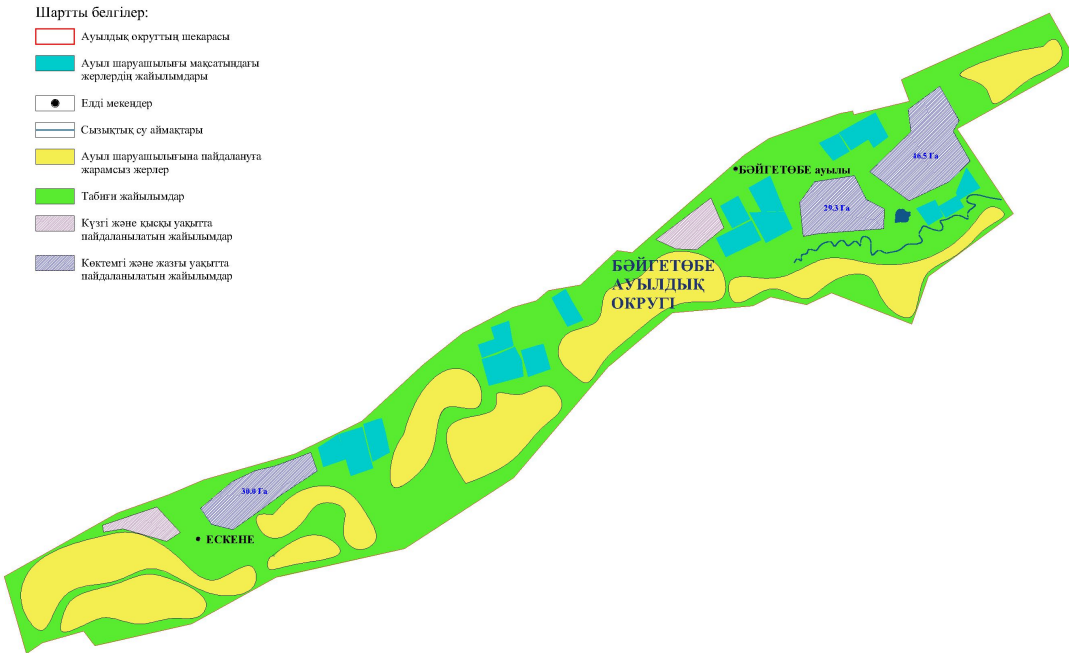 Шартты белгілер:
Ауылдық округтың шекарасы
Ауыл шаруашылығы мақсатындағы
жерлердің жайылымдары
Елді мекендер
Сызықтық су аймақтары
Ауыл шаруашылығына пайдалануға
жарамсыз жерлер
Табиғи жайылымдар
Күзгі және қысқы уақытта
пайдаланылатын жайылымдар
Көктемгі және жазғы уақытта
пайдаланылатын жайылымдар
46.5 Га
БӘЙГЕТӨБЕ ауылы
29.3 Га
БӘЙГЕТӨБЕ
АУЫЛДЫҚ
ОКРУГІ
30.0 Га
ЕСКЕНЕ